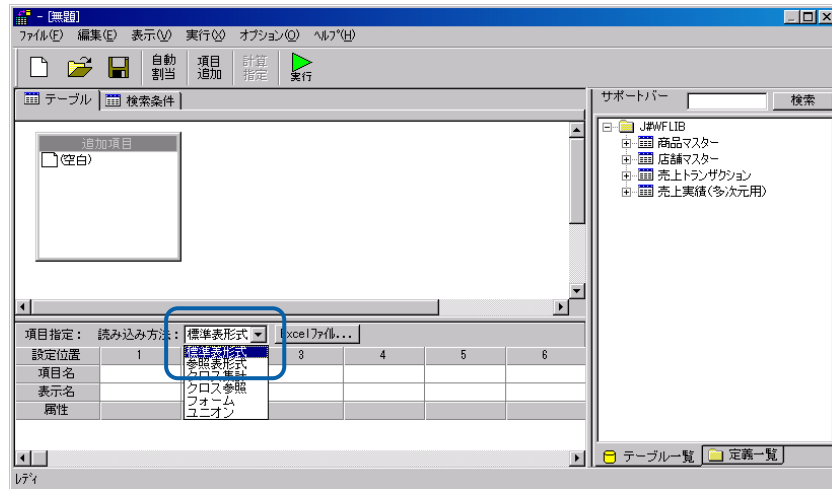 - [無題]
ファイル(F) 編集(E) 表示(V) 実行(X) オプション(O) ヘルプ(H)
自動割当 項目追加 計算指定 実行
テーブル 検索条件
サポートバー 検索
追加項目
(空白)
J#WFLIB
商品マスター
店舗マスター
売上トランザクション
売上実績(多次元用)
項目指定: 読み込み方法: 標準表形式 Excelファイル...
設定位置 1 3 4 5 6
項目名
表示名
属性
標準表形式
参照表形式
クロス集計
クロス参照
フォーム
ユニオン
テーブル一覧 定義一覧
レディ